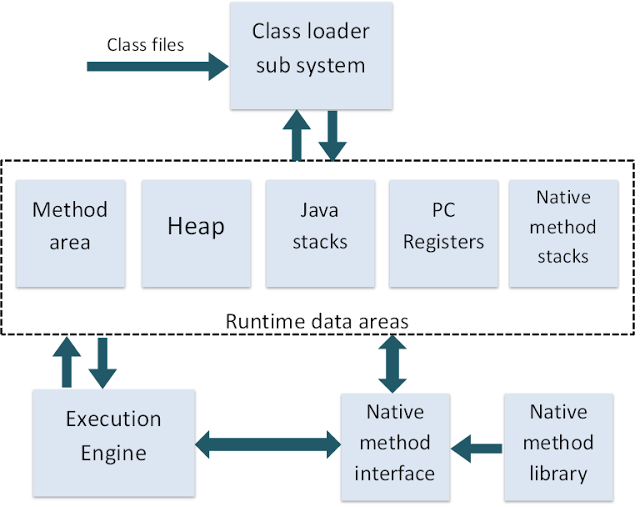 Class files
Class loader
sub system
Method
area
Heap
Java
stacks
PC
Registers
Native
method
stacks
Runtime data areas
Execution
Engine
Native
method
interface
Native
method
library